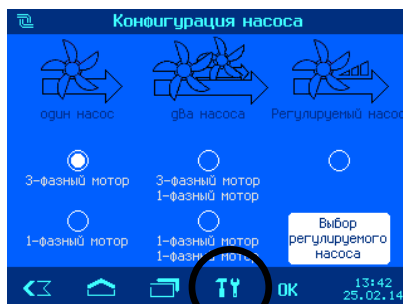 Конфигурация насоса
один насос
два насоса
Регулируемый насос
3-фазный мотор
3-фазный мотор
1-фазный мотор
1-фазный мотор
1-фазный мотор
1-фазный мотор
Выбор
регулируемого
насоса
OK
13:42
25.02.14